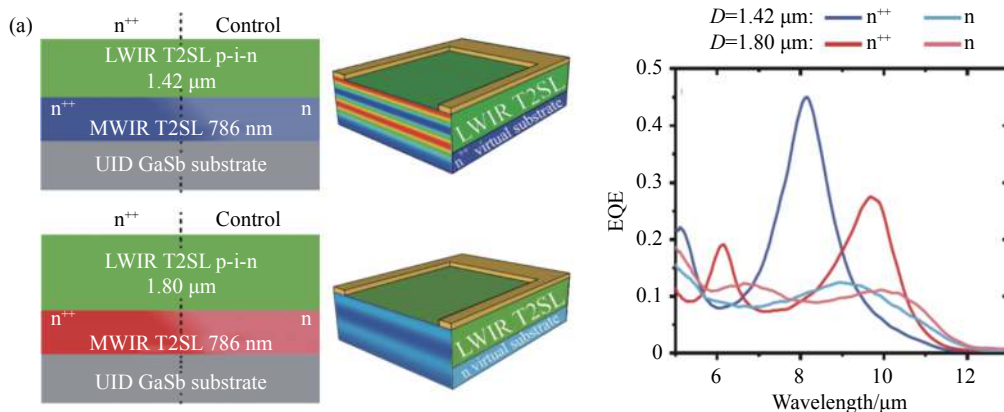 (a)
n++ Control
LWIR T2SL p-i-n
1.42 μm
n++ n
MWIR T2SL 786 nm
UID GaSb substrate
LWIR T2SL
n++ virtual substrate
n++ Control
LWIR T2SL p-i-n
1.80 μm
n++ n
MWIR T2SL 786 nm
UID GaSb substrate
LWIR T2SL
n virtual substrate
D=1.42 μm: n++ n
D=1.80 μm: n++ n
0.5
0.4
0.3
0.2
0.1
0
EQE
6 8 10 12
Wavelength/μm